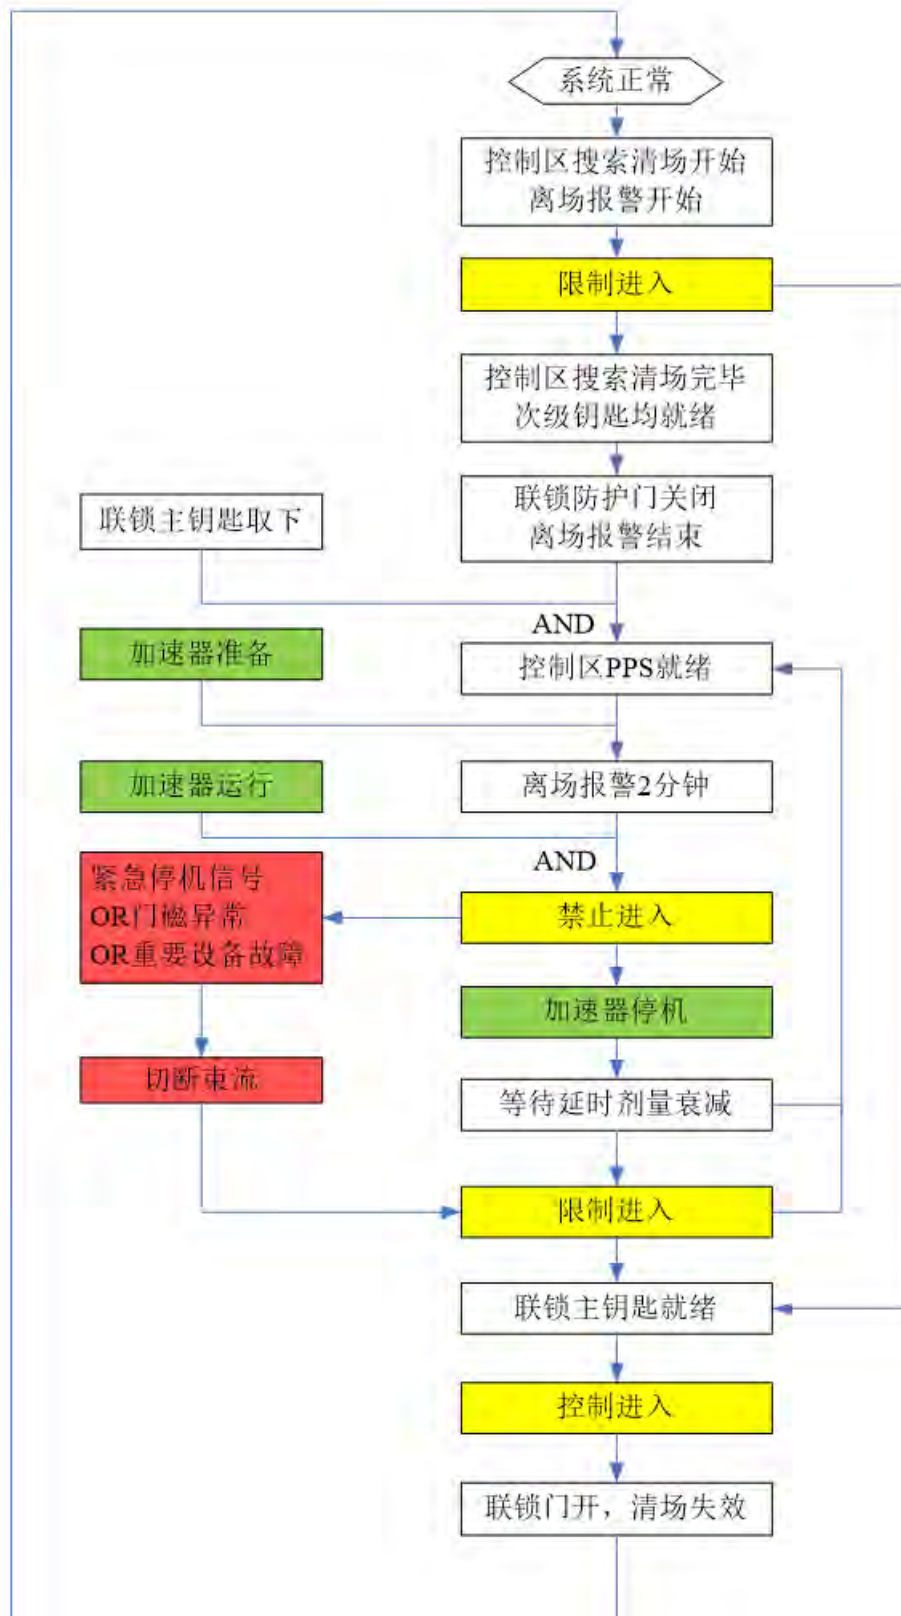 系统正常
控制区搜索清场开始
离场报警开始
限制进入
控制区搜索清场完毕
次级钥匙均就绪
联锁防护门关闭
离场报警结束
联锁主钥匙取下
AND
加速器准备
控制区PPS就绪
加速器运行
离场报警2分钟
AND
紧急停机信号
OR门磁异常
OR重要设备故障
禁止进入
加速器停机
切断束流
等待延时剂量衰减
限制进入
联锁主钥匙就绪
控制进入
联锁门开，清场失效